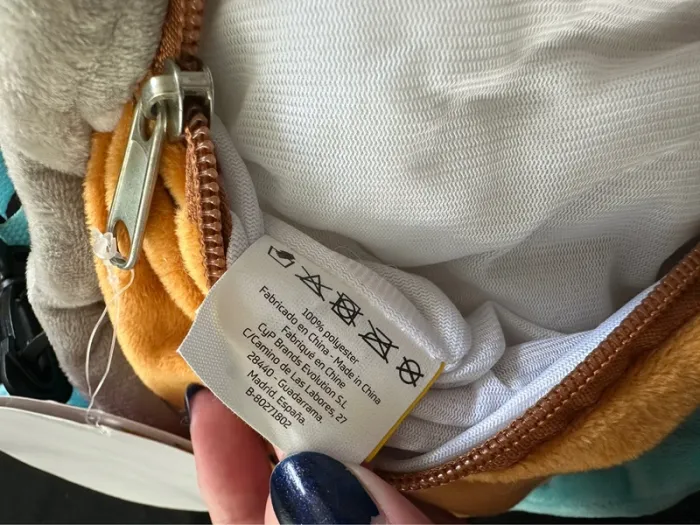 100% polyester
Fabricado en China - Made in China
Fabriqué en Chine
CyP Brands Evolution S.L
C/Camino de Las Labores, 27
28440 - Guadarrama.
Madrid. España.
B-80271802